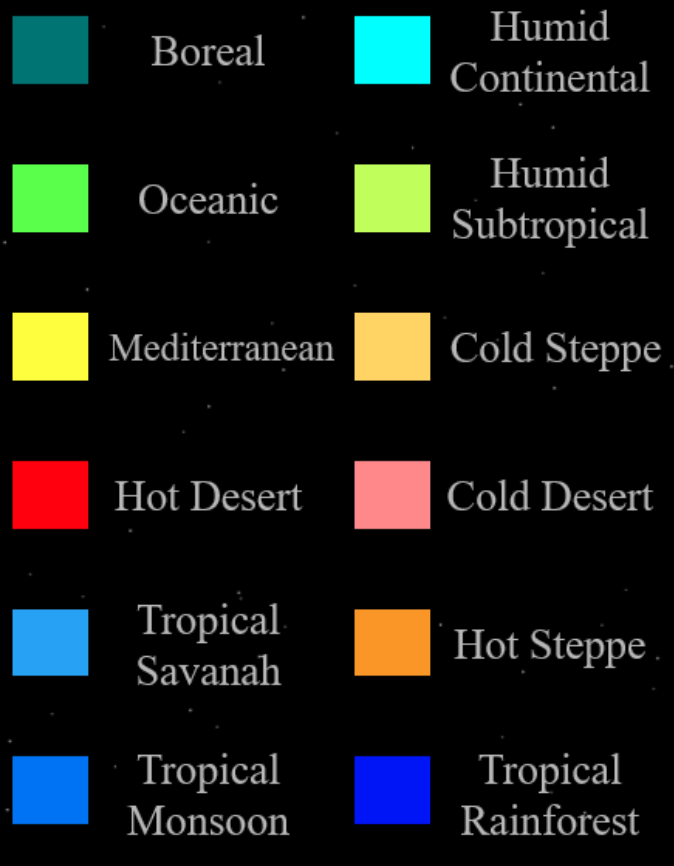 Boreal
Humid
Continental
Oceanic
Humid
Subtropical
Mediterranean
Cold Steppe
Hot Desert
Cold Desert
Tropical
Savanah
Hot Steppe
Tropical
Monsoon
Tropical
Rainforest